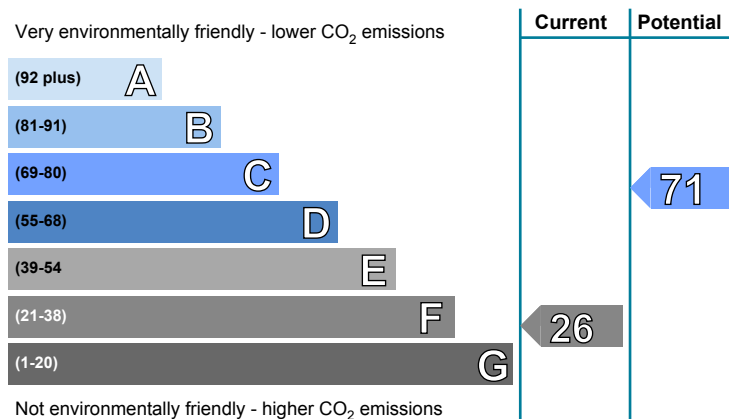 Current Potential
Very environmentally friendly - lower CO2 emissions
(92 plus) A
(81-91) B
(69-80) C
71
(55-68) D
(39-54 E
(21-38) F
26
(1-20) G
Not environmentally friendly - higher CO2 emissions